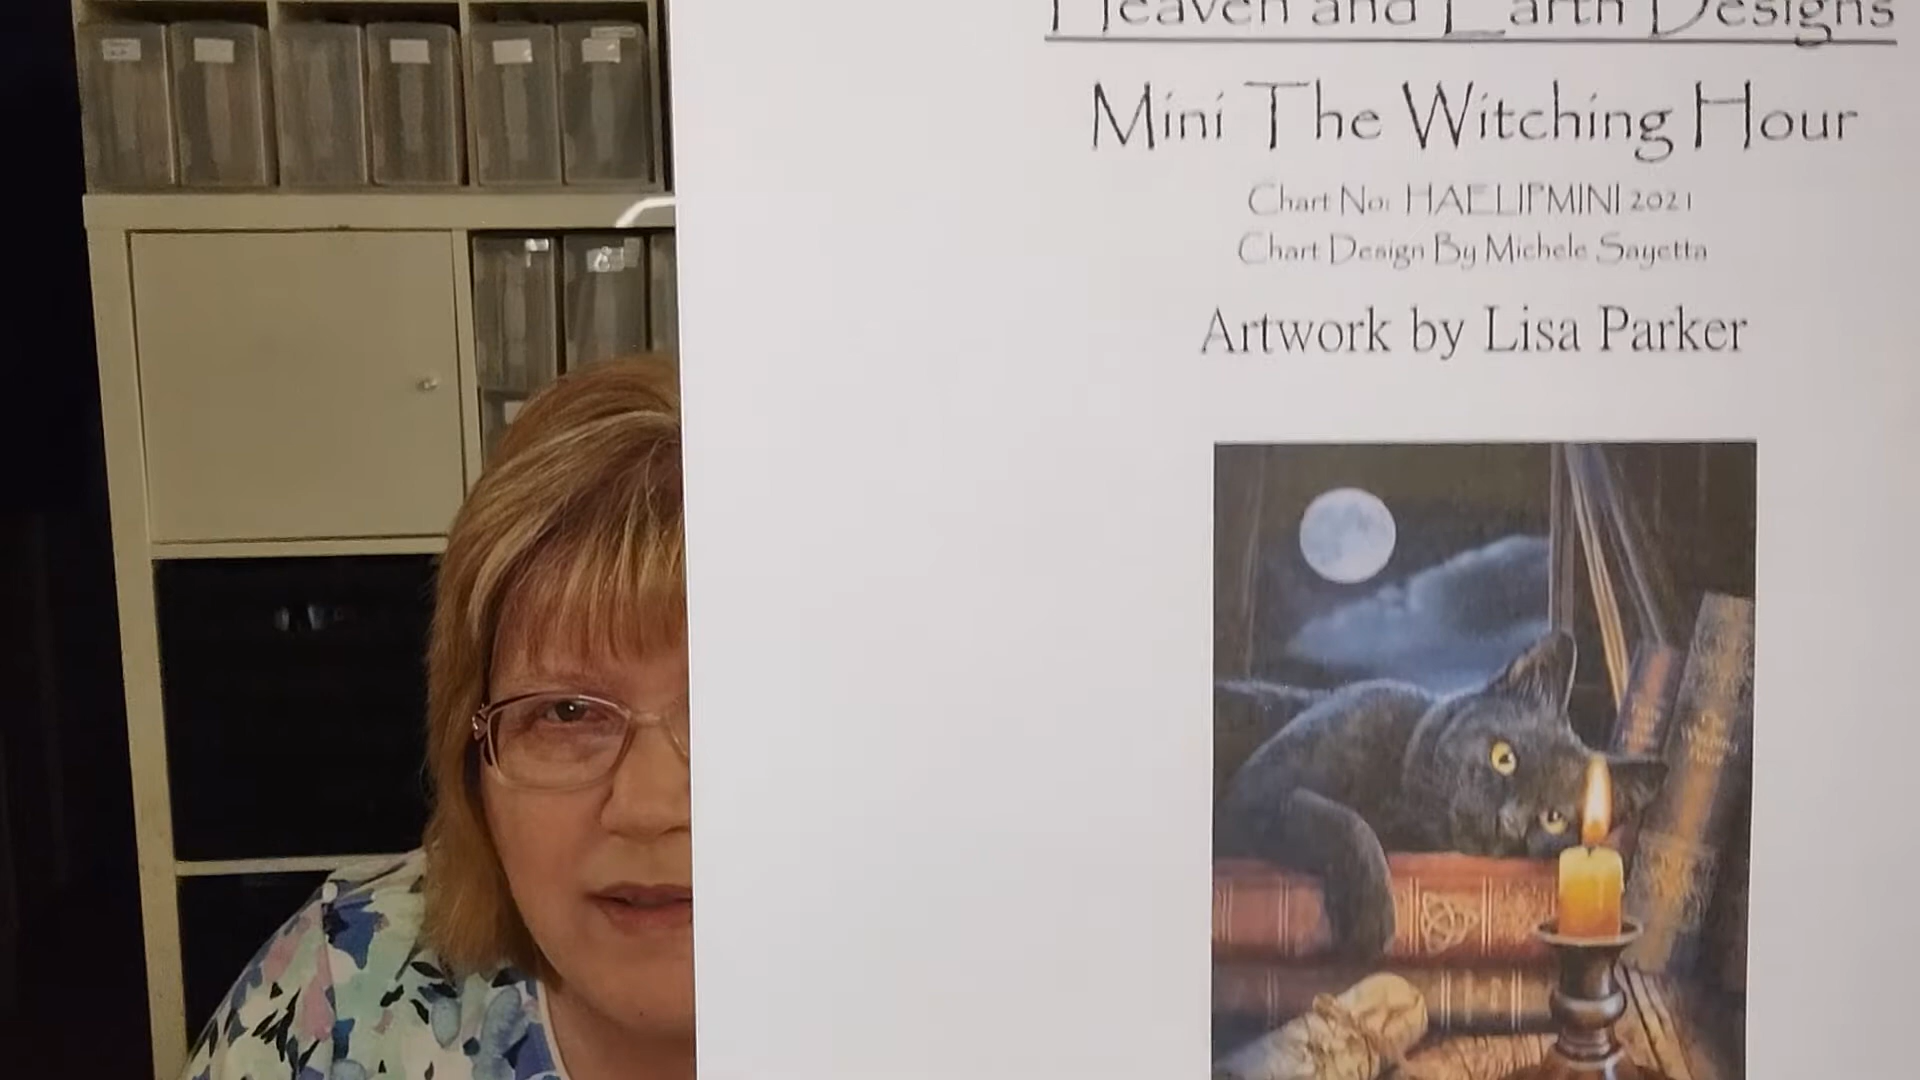 Heaven and Earth Designs
Mini The Witching Hour
Chart No: HAELIPMINI 2021
Chart Design By Michele Sayetta
Artwork by Lisa Parker